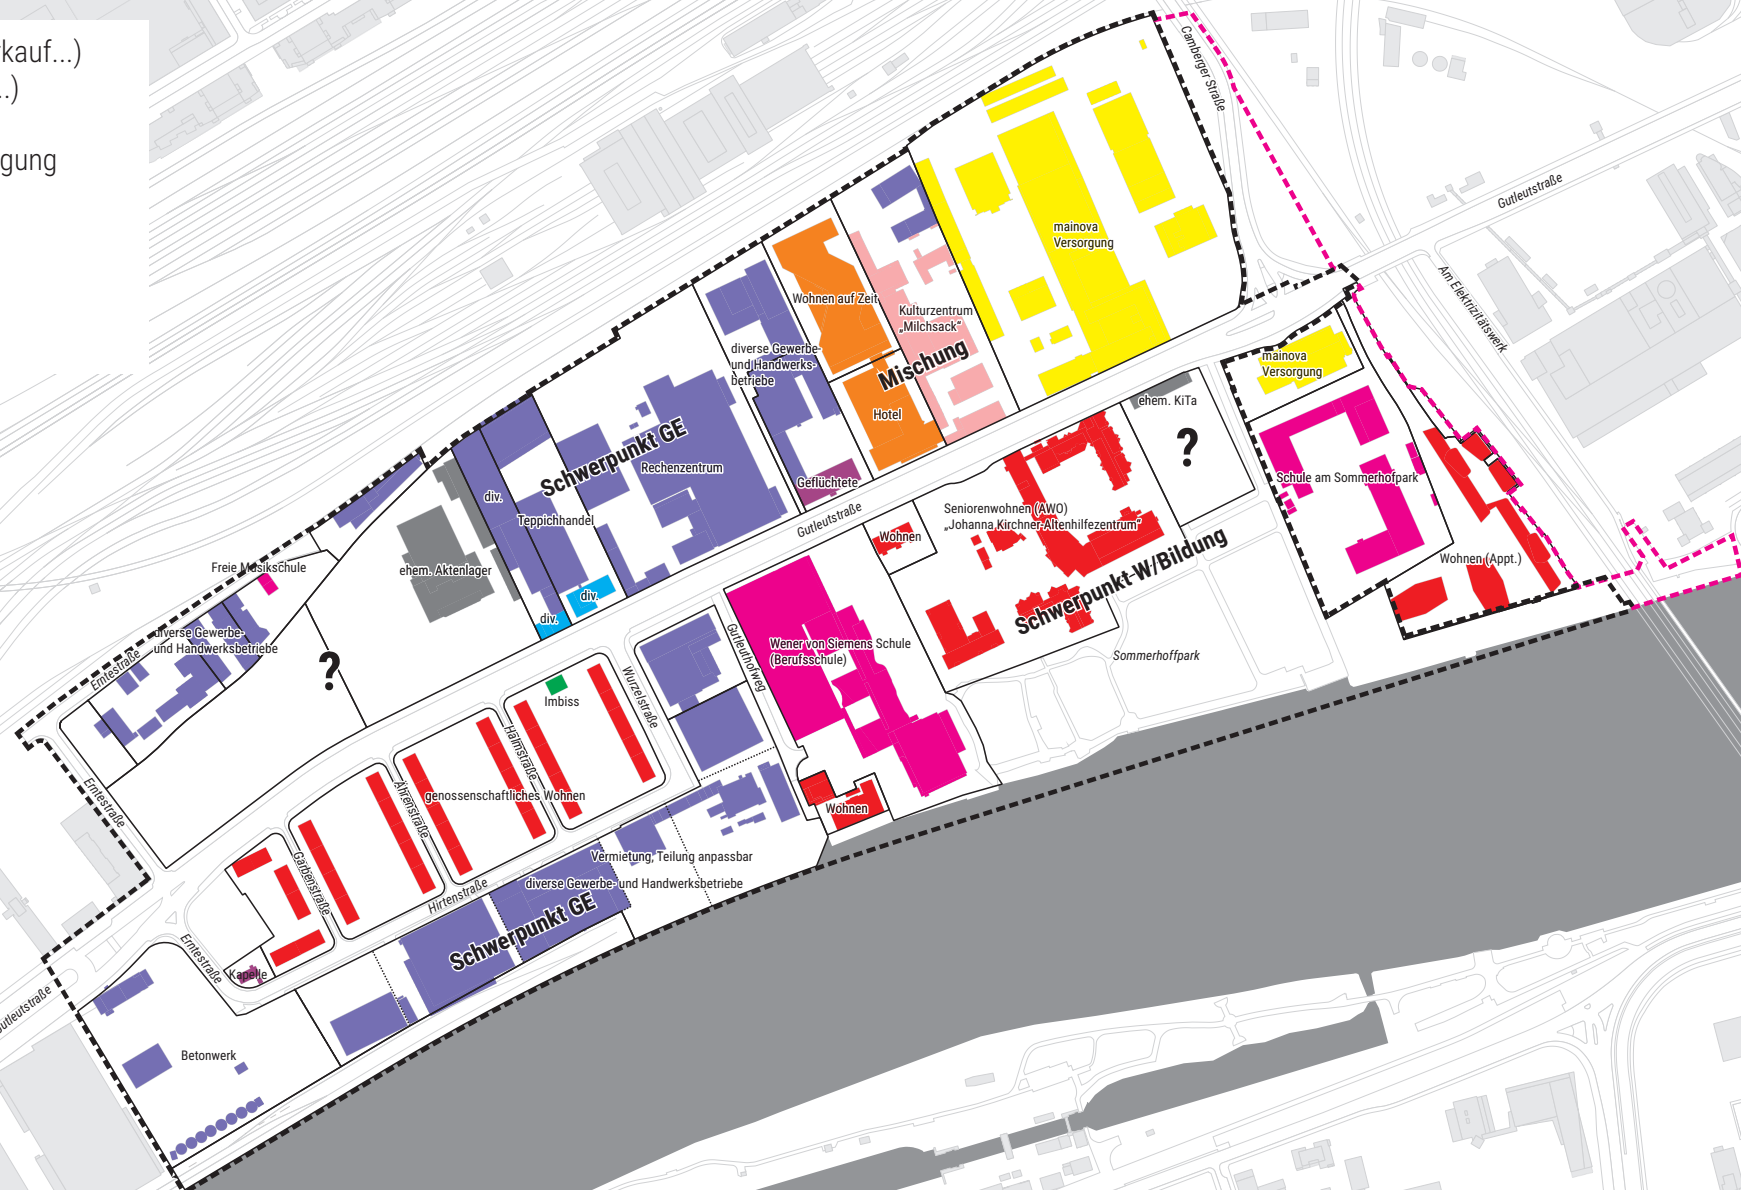 kauf...)
..)
gung
Camberger Straße
Gutleutstraße
mainova
Versorgung
Am Elektrizitätswerk
Wohnen auf Zeit
Kulturzentrum
„Milchsack“
diverse Gewerbe-
und Handwerks-
betriebe
Mischung
mainova
Versorgung
ehem. KiTa
Hotel
?
Schwerpunkt GE
Rechenzentrum
Schule am Sommerhofpark
Geflüchtete
div.
Teppichhandel
Gutleutstraße
Seniorenwohnen (AWO)
„Johanna Kirchner-Altenhilfezentrum“
Wohnen
Wohnen (Appt.)
Freie Musikschule
ehem. Aktenlager
div.
div.
Schwerpunkt W/Bildung
diverse Gewerbe-
und Handwerksbetriebe
Erntestraße
?
Gutleuthofweg
Wener von Siemens Schule
(Berufsschule)
Sommerhoffpark
Wurzelstraße
Imbiss
Halmstraße
Erntestraße
Ährenstraße
genossenschaftliches Wohnen
Wohnen
Garbenstraße
Vermietung, Teilung anpassbar
Hirtenstraße
diverse Gewerbe- und Handwerksbetriebe
Schwerpunkt GE
Erntestraße
Kapelle
Gutleutstraße
Betonwerk